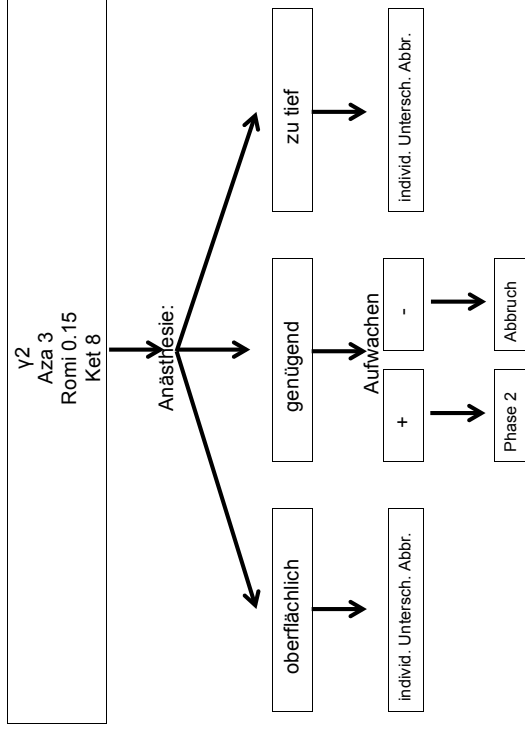 γ2
Aza 3
Romi 0.15
Ket 8
Anästhesie:
oberflächlich
genügend
zu tief
individ. Untersch. Abbr.
Aufwachen
individ. Untersch. Abbr.
+
-
Phase 2
Abbruch